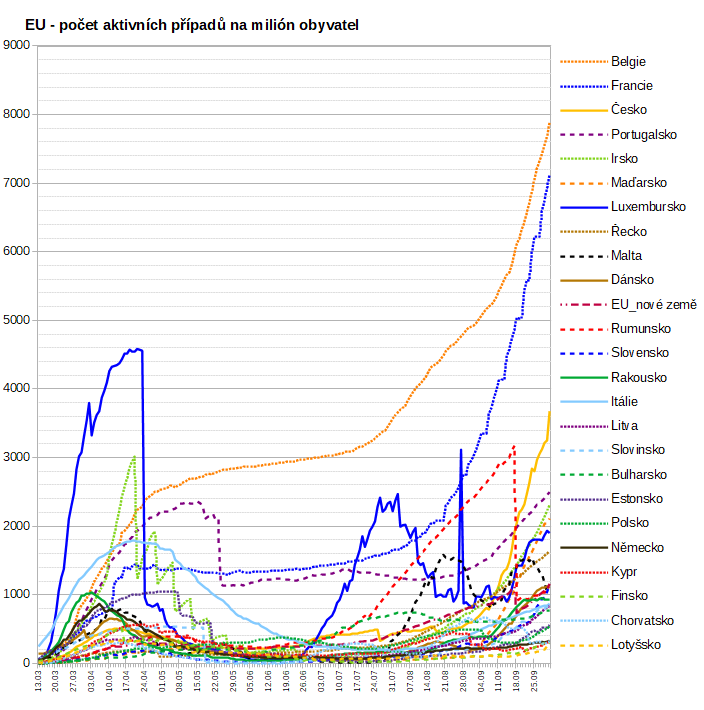 EU - počet aktivních případů na milión obyvatel
9000
8000
7000
6000
5000
4000
3000
2000
1000
0
13.03
20.03
27.03
03.04
10.04
17.04
24.04
01.05
08.05
15.05
22.05
29.05
05.06
12.06
19.06
26.06
03.07
10.07
17.07
24.07
31.07
07.08
14.08
21.08
28.08
04.09
11.09
18.09
25.09
Belgie
Francie
Česko
Portugalsko
Irsko
Maďarsko
Luxembursko
Řecko
Malta
Dánsko
EU_nové země
Rumunsko
Slovensko
Rakousko
Itálie
Litva
Slovinsko
Bulharsko
Estonsko
Polsko
Německo
Kypr
Finsko
Chorvatsko
Lotyšsko